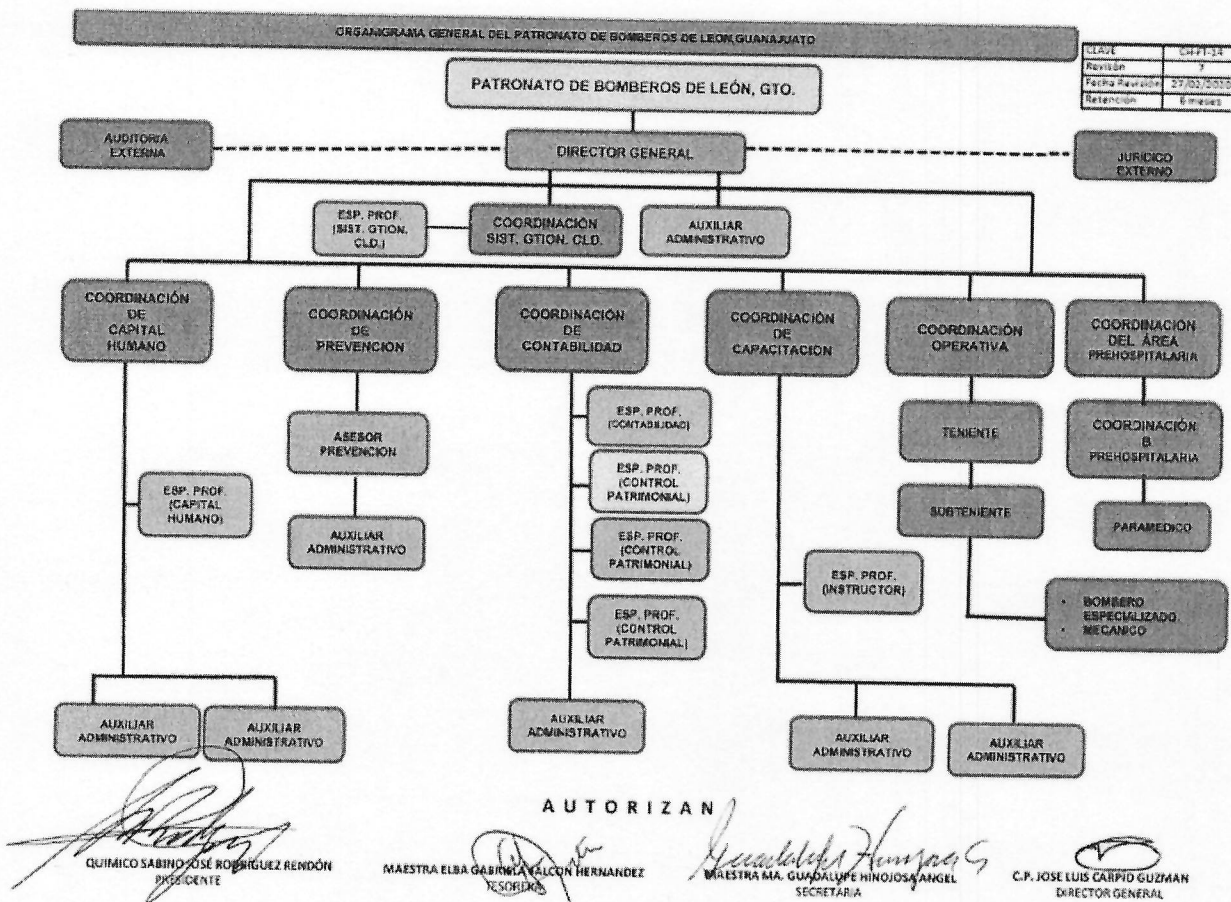 ORGANIGRAMA GENERAL DEL PATRONATO DE BOMBEROS DE LEON, GUANAJUATO
CLAVE
Revisión 7
Fecha Revisión
Retención 6 meses
PATRONATO DE BOMBEROS DE LEÓN, GTO.
AUDITORIA
EXTERNA
DIRECTOR GENERAL
JURIDICO
EXTERNO
ESP. PROF.
(SIST. GTION.
CLD.)
COORDINACIÓN
SIST. GTION. CLD.
AUXILIAR
ADMINISTRATIVO
COORDINACIÓN
DE
CAPITAL
HUMANO
COORDINACIÓN
DE
PREVENCIÓN
COORDINACIÓN
DE
CONTABILIDAD
COORDINACIÓN
DE
CAPACITACIÓN
COORDINACIÓN
OPERATIVA
COORDINACIÓN
DEL ÁREA
PREHOSPITALARIA
ESP. PROF.
(CAPITAL
HUMANO)
ASESOR
PREVENCION
AUXILIAR
ADMINISTRATIVO
ESP. PROF.
(CONTABILIDAD)
ESP. PROF.
(CONTROL
PATRIMONIAL)
ESP. PROF.
(CONTROL
PATRIMONIAL)
ESP. PROF.
(CONTROL
PATRIMONIAL)
ESP. PROF.
(INSTRUCTOR)
TENIENTE
SUBTENIENTE
COORDINACIÓN
B
PREHOSPITALARIA
PARAMEDICO
• BOMBERO
ESPECIALIZADO.
• MECANICO
AUXILIAR
ADMINISTRATIVO
AUXILIAR
ADMINISTRATIVO
AUXILIAR
ADMINISTRATIVO
AUXILIAR
ADMINISTRATIVO
AUXILIAR
ADMINISTRATIVO
AUTORIZAN
QUIMICO SABINO JOSÉ RODRIGUEZ RENDÓN
PRESIDENTE
MAESTRA ELBA GABRIELA FALCON HERNANDEZ
TESORERA
MAESTRA MA. GUADALUPE HINOJOSA ANGEL
SECRETARIA
C.P. JOSE LUIS CARPIO GUZMAN
DIRECTOR GENERAL